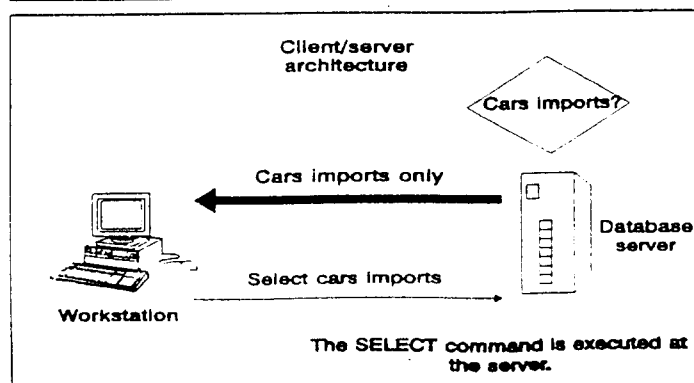 Client/server
architecture
Cars imports?
Cars imports only
Database
server
Select cars imports
Workstation
The SELECT command is executed at
the server.